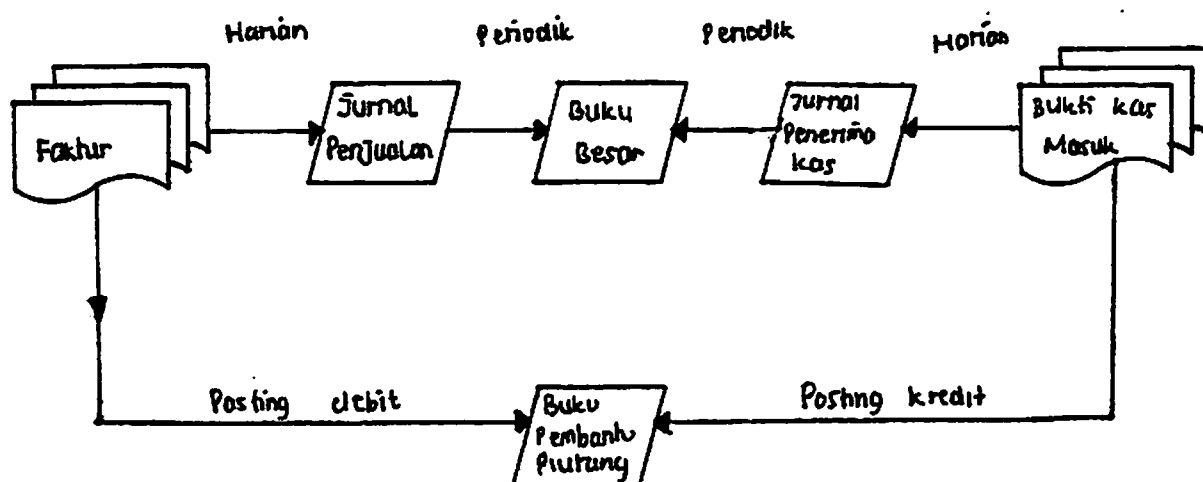 Harian
Periodik
Periodik
Harian
Faktur
Jurnal
Penjualan
Buku
Besar
Jurnal
Penerima
kas
Bukti kas
Masuk
Posting debit
Buku
Pembantu
Piutang
Posting kredit